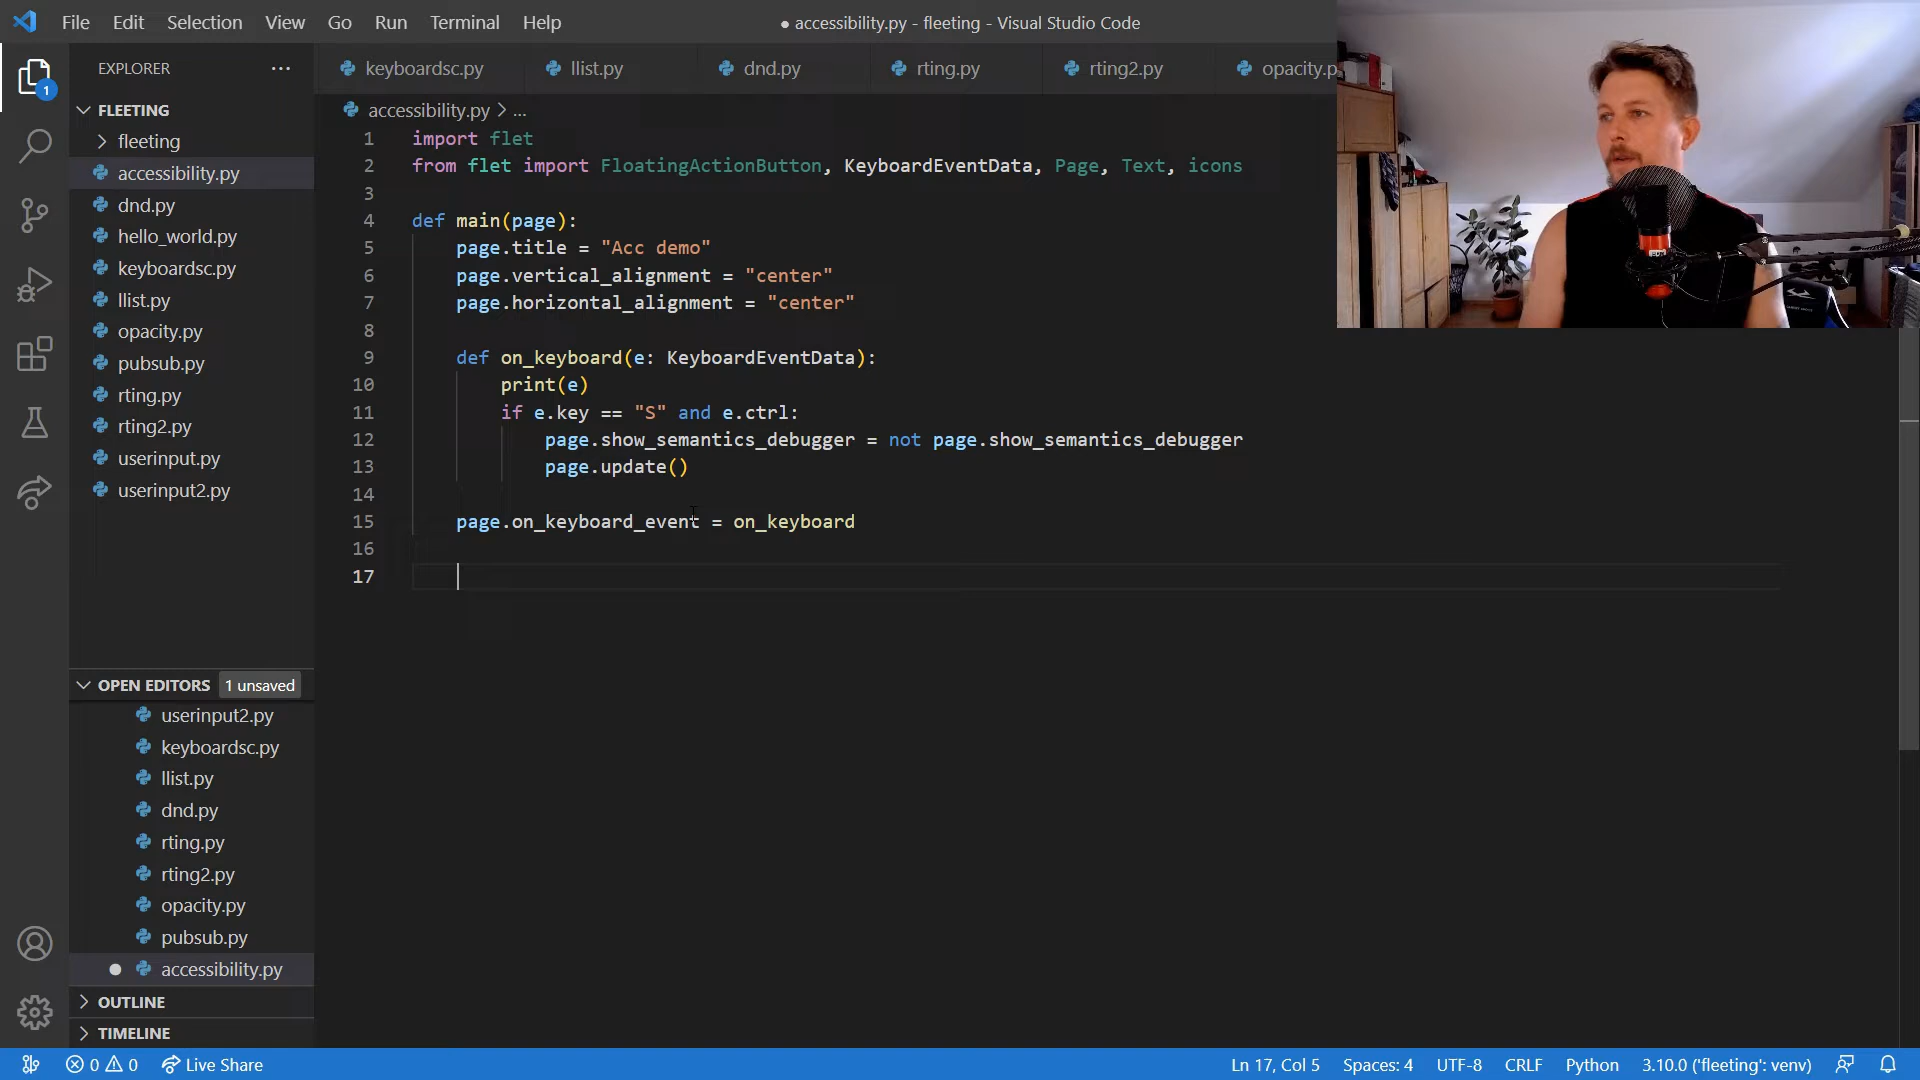 File Edit Selection View Go Run Terminal Help
● accessibility.py - fleeting - Visual Studio Code
EXPLORER
keyboardsc.py llist.py dnd.py rting.py rting2.py opacity.p
accessibility.py > ...
1
FLEETING
fleeting
accessibility.py
dnd.py
hello_world.py
keyboardsc.py
llist.py
opacity.py
pubsub.py
rting.py
rting2.py
userinput.py
userinput2.py
1 import flet
2 from flet import FloatingActionButton, KeyboardEventData, Page, Text, icons
3
4 def main(page):
5 page.title = "Acc demo"
6 page.vertical_alignment = "center"
7 page.horizontal_alignment = "center"
8
9 def on_keyboard(e: KeyboardEventData):
10 print(e)
11 if e.key == "S" and e.ctrl:
12 page.show_semantics_debugger = not page.show_semantics_debugger
13 page.update()
14
15 page.on_keyboard_event = on_keyboard
16
17
OPEN EDITORS 1 unsaved
userinput2.py
keyboardsc.py
llist.py
dnd.py
rting.py
rting2.py
opacity.py
pubsub.py
accessibility.py
OUTLINE
TIMELINE
0 0 Live Share
Ln 17, Col 5 Spaces: 4 UTF-8 CRLF Python 3.10.0 ('fleeting': venv)